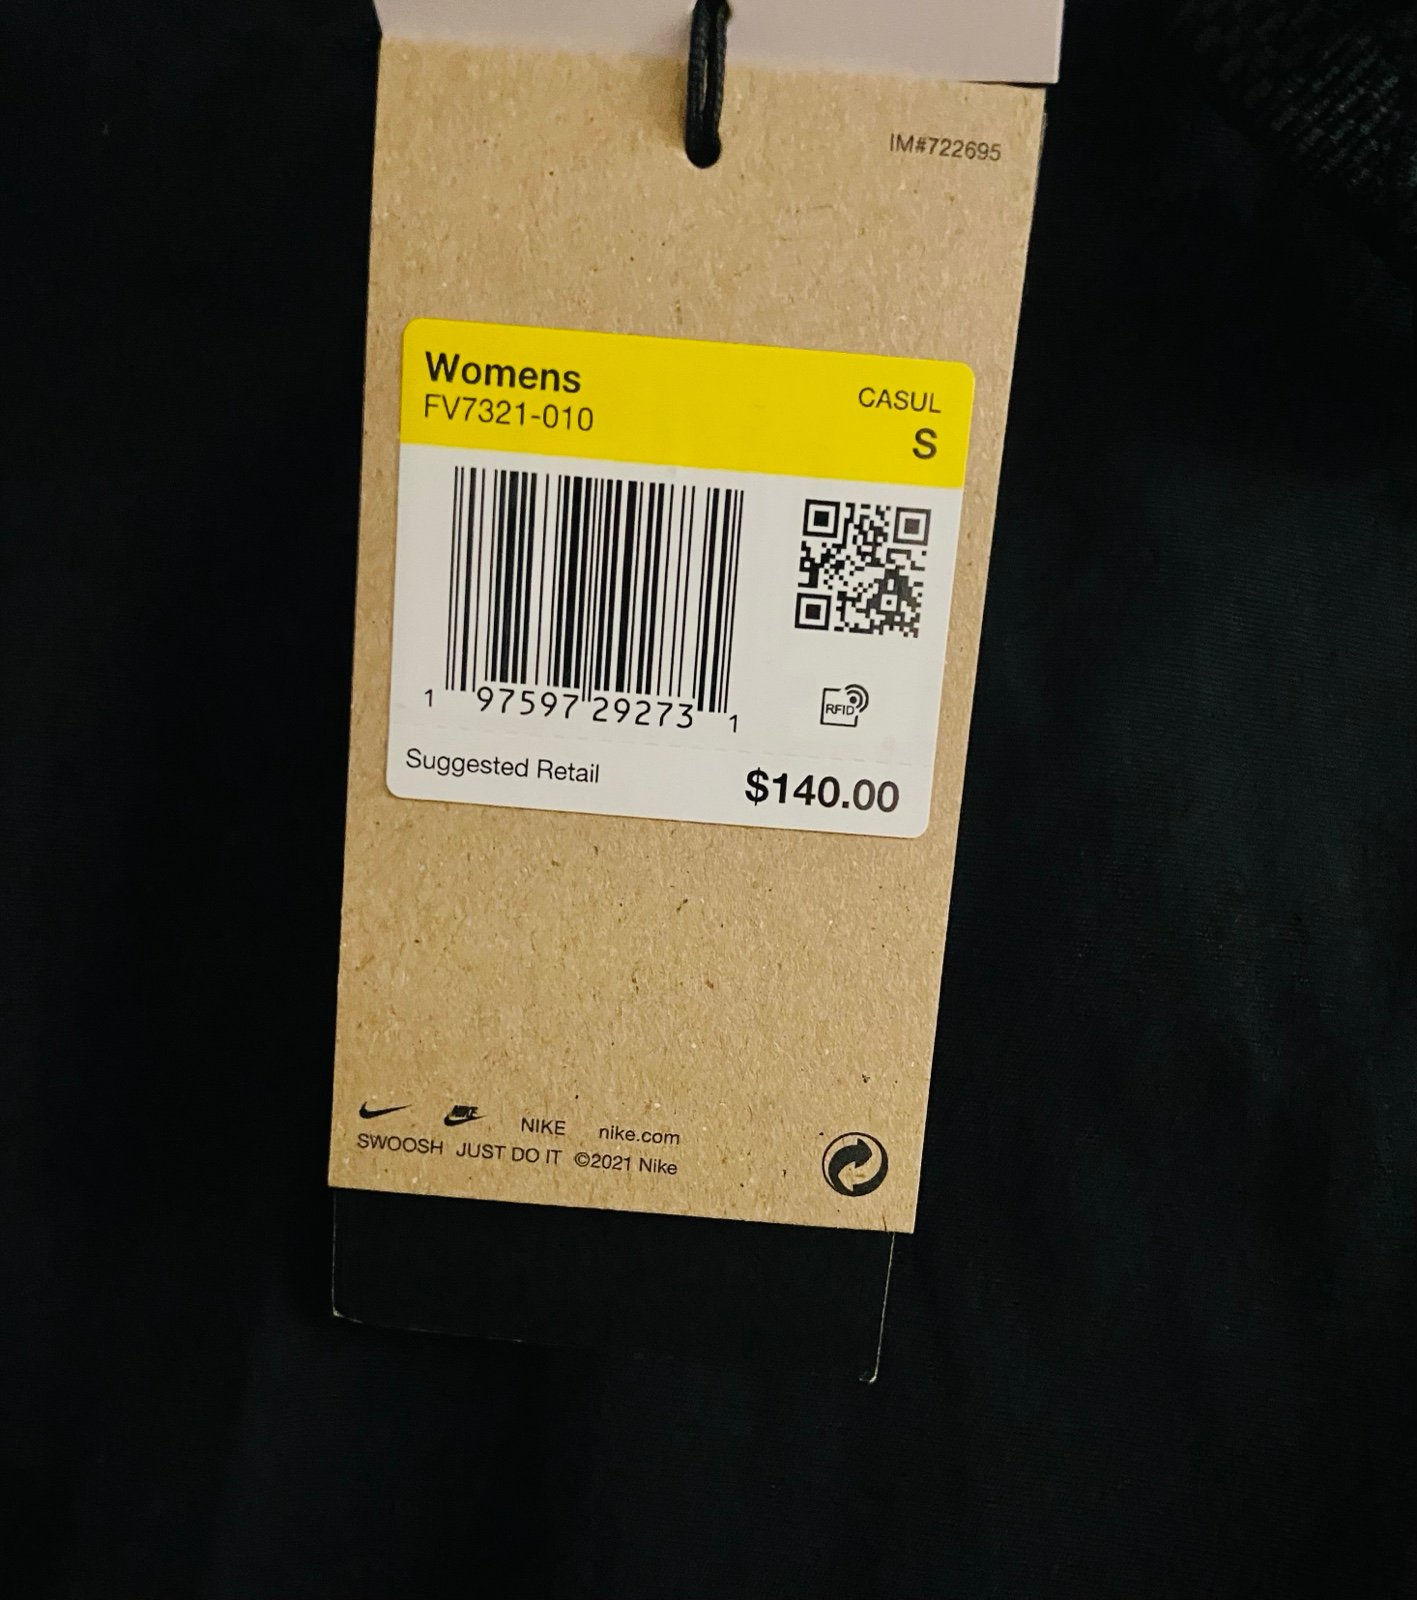 IM#722695
Womens
CASUL
FV7321-010
S
1 97597 29273 1
RFID
Suggested Retail
$140.00
NIKE NIKE nike.com
SWOOSH JUST DO IT ©2021 Nike